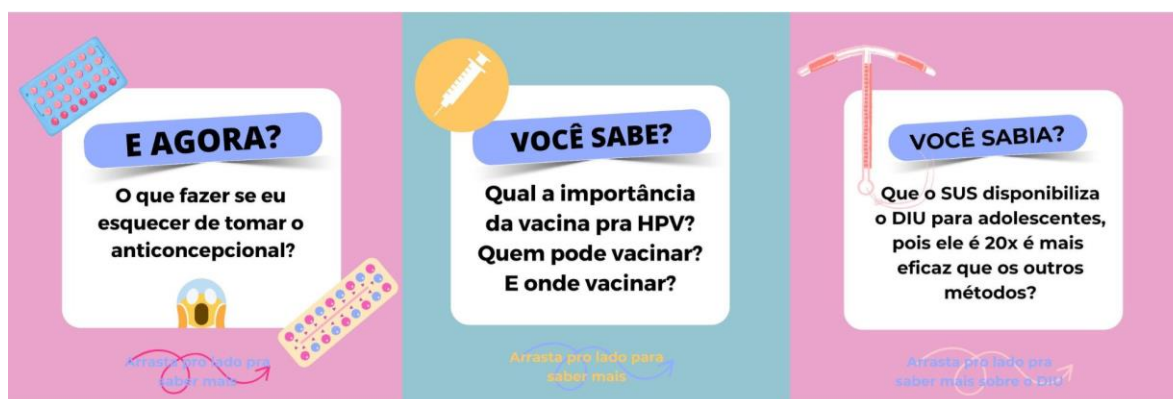 E AGORA?
O que fazer se eu
esquecer de tomar o
anticoncepcional?
Arrasta pro lado pra
saber mais
VOCÊ SABE?
Qual a importância
da vacina pra HPV?
Quem pode vacinar?
E onde vacinar?
Arrasta pro lado para
saber mais
VOCÊ SABIA?
Que o SUS disponibiliza
o DIU para adolescentes,
pois ele é 20x é mais
eficaz que os outros
métodos?
Arrasta pro lado pra
saber mais sobre o DIU